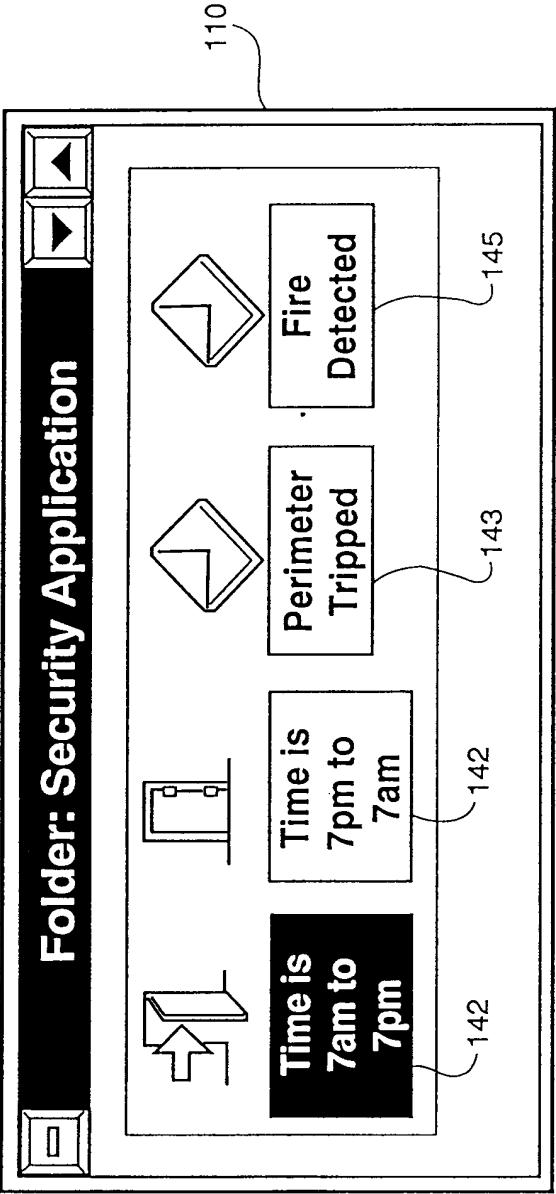 110
Folder: Security Application
Time is
7am to
7pm
142
Time is
7pm to
7am
142
Perimeter
Tripped
143
Fire
Detected
145